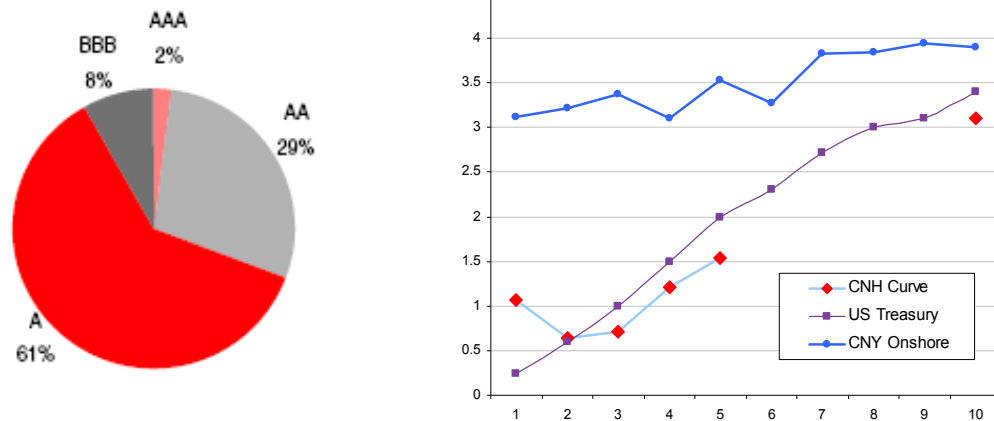 AAA
2%
BBB
8%
AA
29%
A
61%
4
3.5
3
2.5
2
1.5
1
0.5
0
CNH Curve
US Treasury
CNY Onshore
1 2 3 4 5 6 7 8 9 10